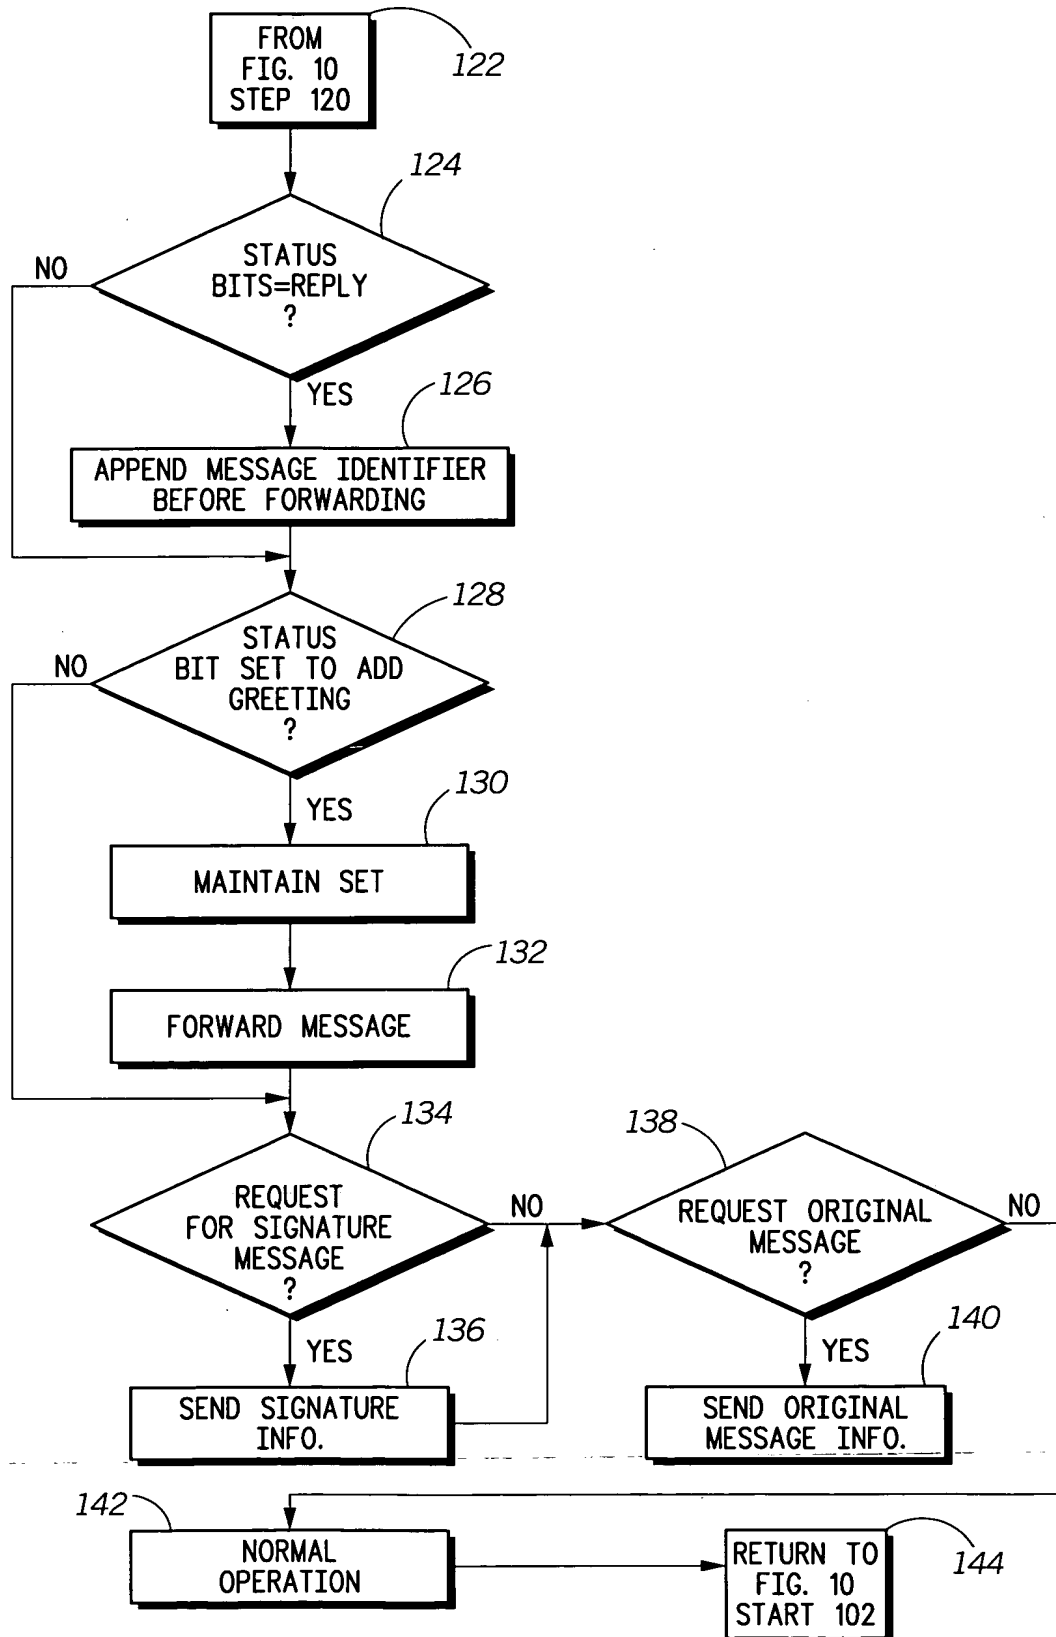 FROM
FIG. 10
STEP 120
122
124
STATUS
BITS=REPLY
?
NO
YES
126
APPEND MESSAGE IDENTIFIER
BEFORE FORWARDING
128
STATUS
BIT SET TO ADD
GREETING
?
NO
YES
130
MAINTAIN SET
132
FORWARD MESSAGE
134
REQUEST
FOR SIGNATURE
MESSAGE
?
NO
YES
136
SEND SIGNATURE
INFO.
138
REQUEST ORIGINAL
MESSAGE
?
NO
YES
140
SEND ORIGINAL
MESSAGE INFO.
142
NORMAL
OPERATION
RETURN TO
FIG. 10
START 102
144